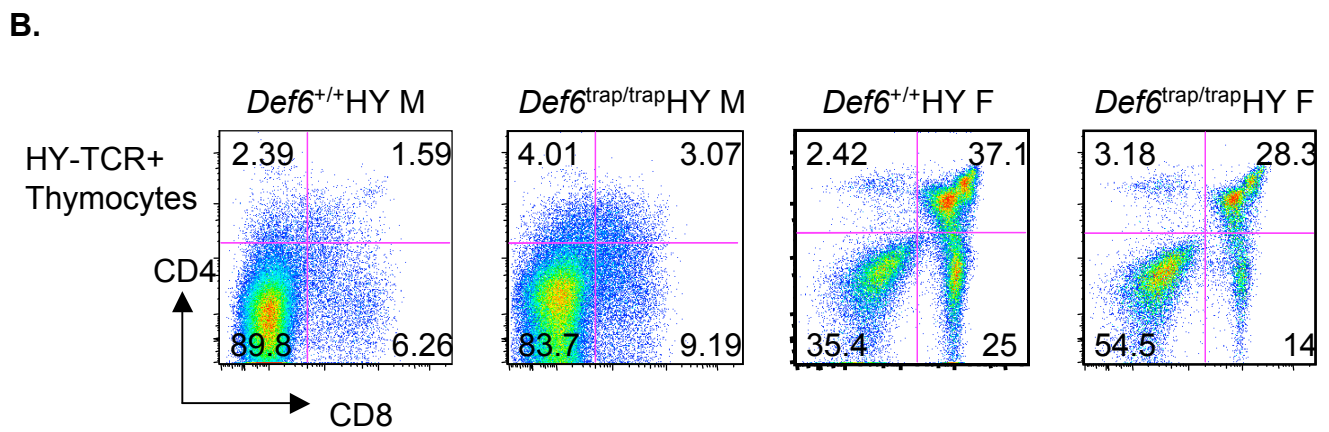 B.
Def6+/+HY M
Def6trap/trapHY M
Def6+/+HY F
Def6trap/trapHY F
HY-TCR+
Thymocytes
2.39 1.59
4.01 3.07
2.42 37.1
3.18 28.3
CD4
89.8 6.26
83.7 9.19
35.4 25
54.5 14
CD8